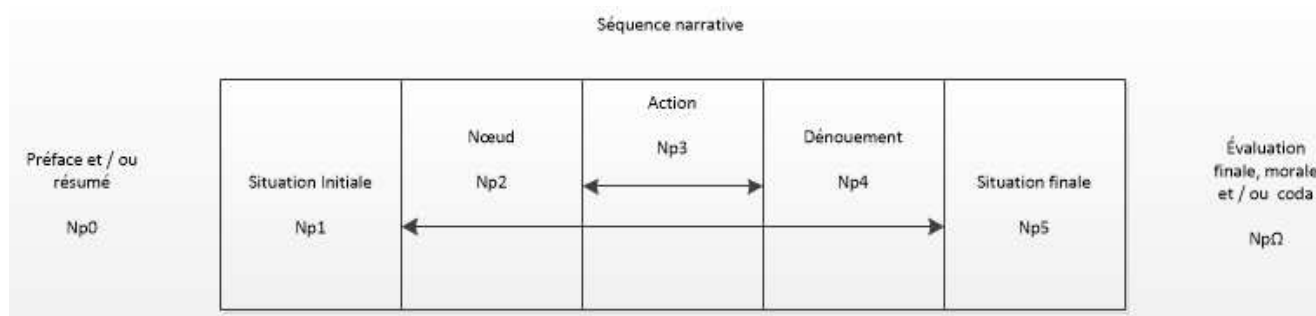 Séquence narrative
Préface et / ou
résumé
Np0
Situation Initiale
Np1
Nœud
Np2
Action
Np3
Dénouement
Np4
Situation finale
Np5
Évaluation
finale, morale
et / ou coda
NpΩ